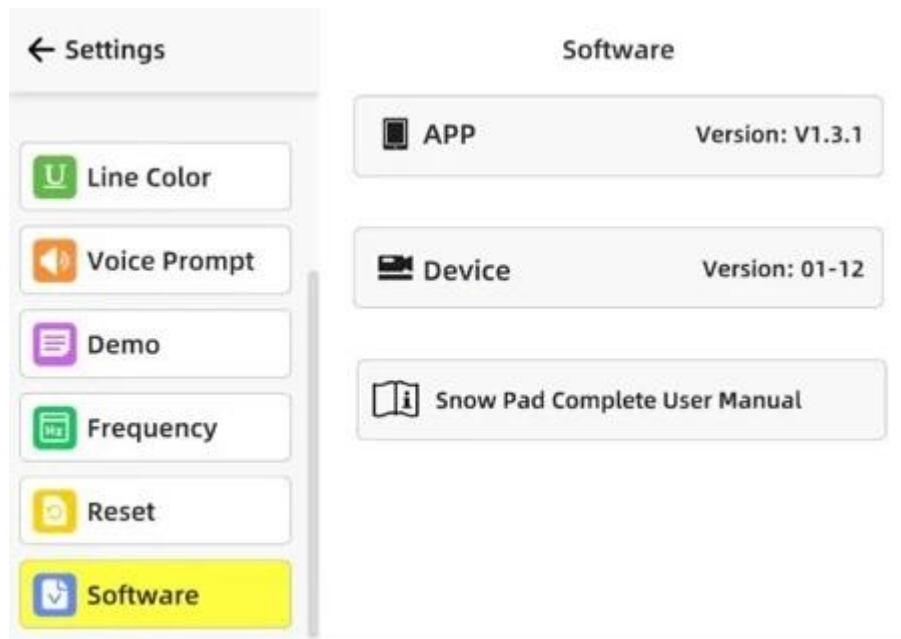 ← Settings
Line Color
Voice Prompt
Demo
Hz
Frequency
Reset
Software
Software
APP Version: V1.3.1
Device Version: 01-12
Snow Pad Complete User Manual